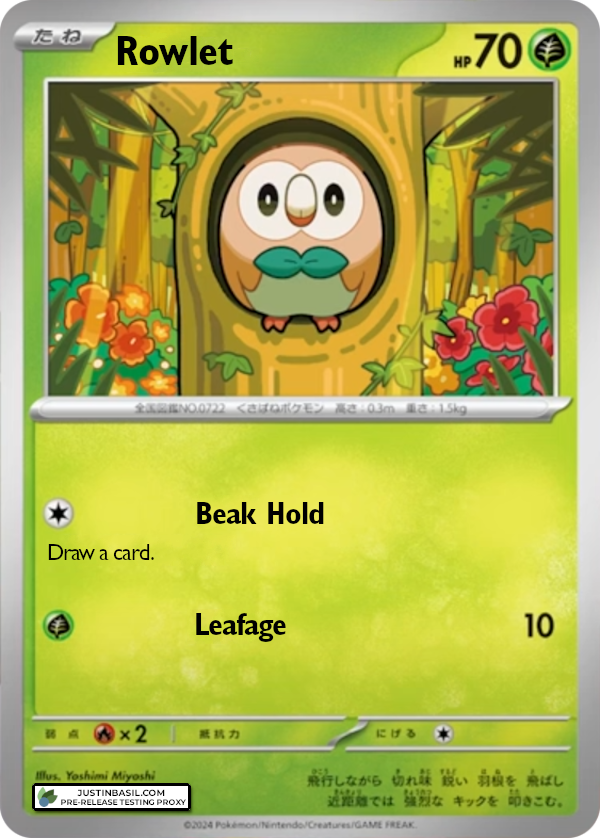 たね Rowlet HP 70
全国図鑑NO.0722 くさばねポケモン 高さ：0.3m 重さ：1.5kg
Beak Hold
Draw a card.
Leafage 10
弱点 ×2 抵抗力 にげる
Illus. Yoshimi Miyoshi
飛行しながら 切れ味 鋭い 羽根を 飛ばし
近距離では 強烈な キックを 叩きこむ。
JUSTINBASIL.COM
PRE-RELEASE TESTING PROXY
©2024 Pokémon/Nintendo/Creatures/GAME FREAK.